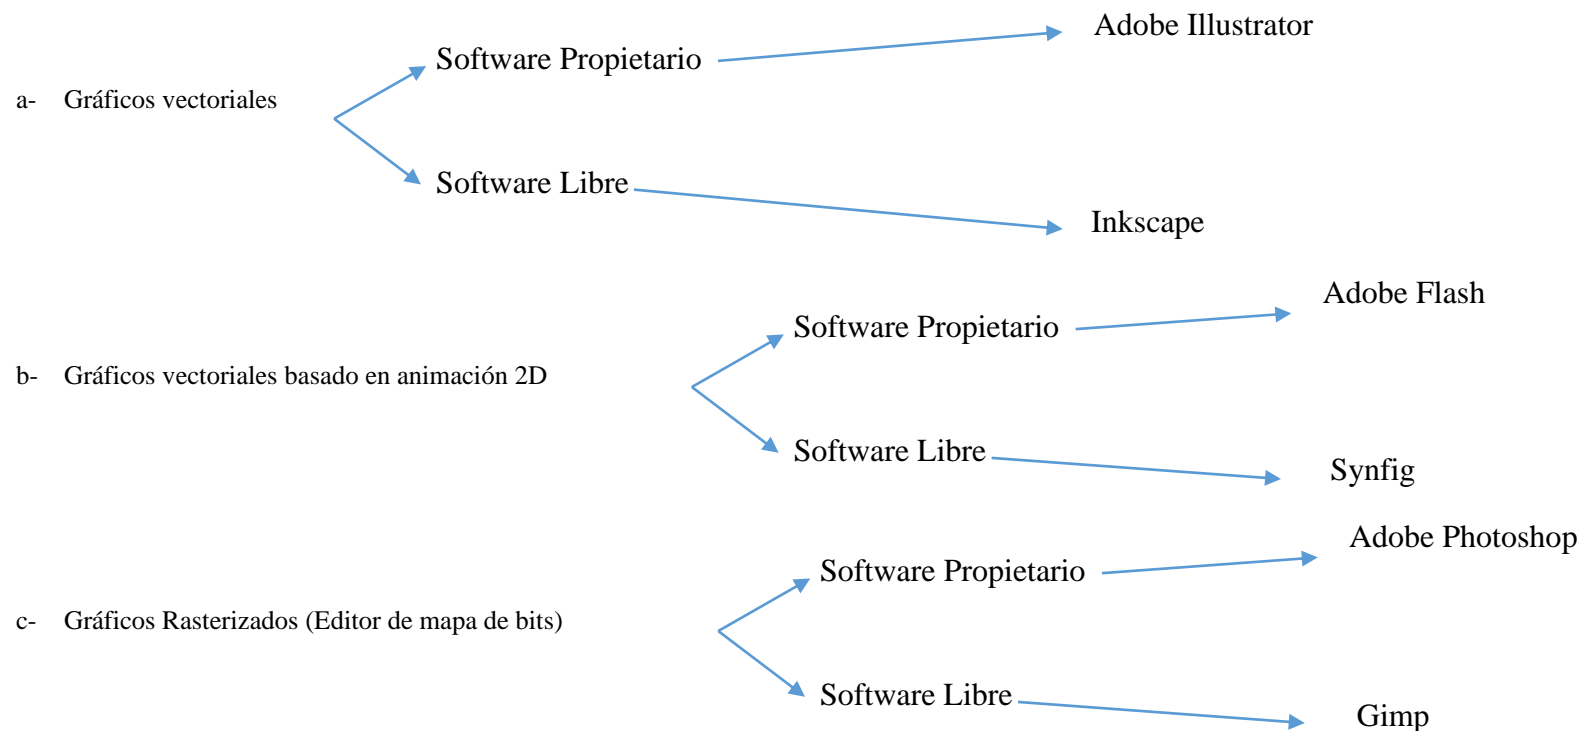 Adobe Illustrator
Software Propietario
a- Gráficos vectoriales
Software Libre
Inkscape
Adobe Flash
Software Propietario
b- Gráficos vectoriales basado en animación 2D
Software Libre
Synfig
Adobe Photoshop
Software Propietario
c- Gráficos Rasterizados (Editor de mapa de bits)
Software Libre
Gimp